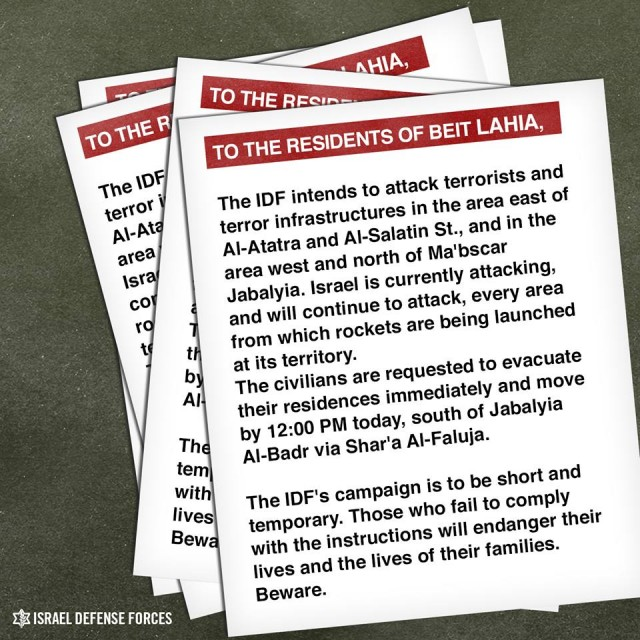 LAHIA,
TO THE RESIDE
TO THE R
TO THE RESIDENTS OF BEIT LAHIA,
The IDF
terror i
Al-Ata
area
Israe
co
ro
te
th
by
Al-
The
tem
with
lives
Bewa
The IDF intends to attack terrorists and
terror infrastructures in the area east of
Al-Atatra and Al-Salatin St., and in the
area west and north of Ma'bscar
Jabalyia. Israel is currently attacking,
and will continue to attack, every area
from which rockets are being launched
at its territory.
The civilians are requested to evacuate
their residences immediately and move
by 12:00 PM today, south of Jabalyia
Al-Badr via Shar'a Al-Faluja.
The IDF's campaign is to be short and
temporary. Those who fail to comply
with the instructions will endanger their
lives and the lives of their families.
Beware.
ISRAEL DEFENSE FORCES